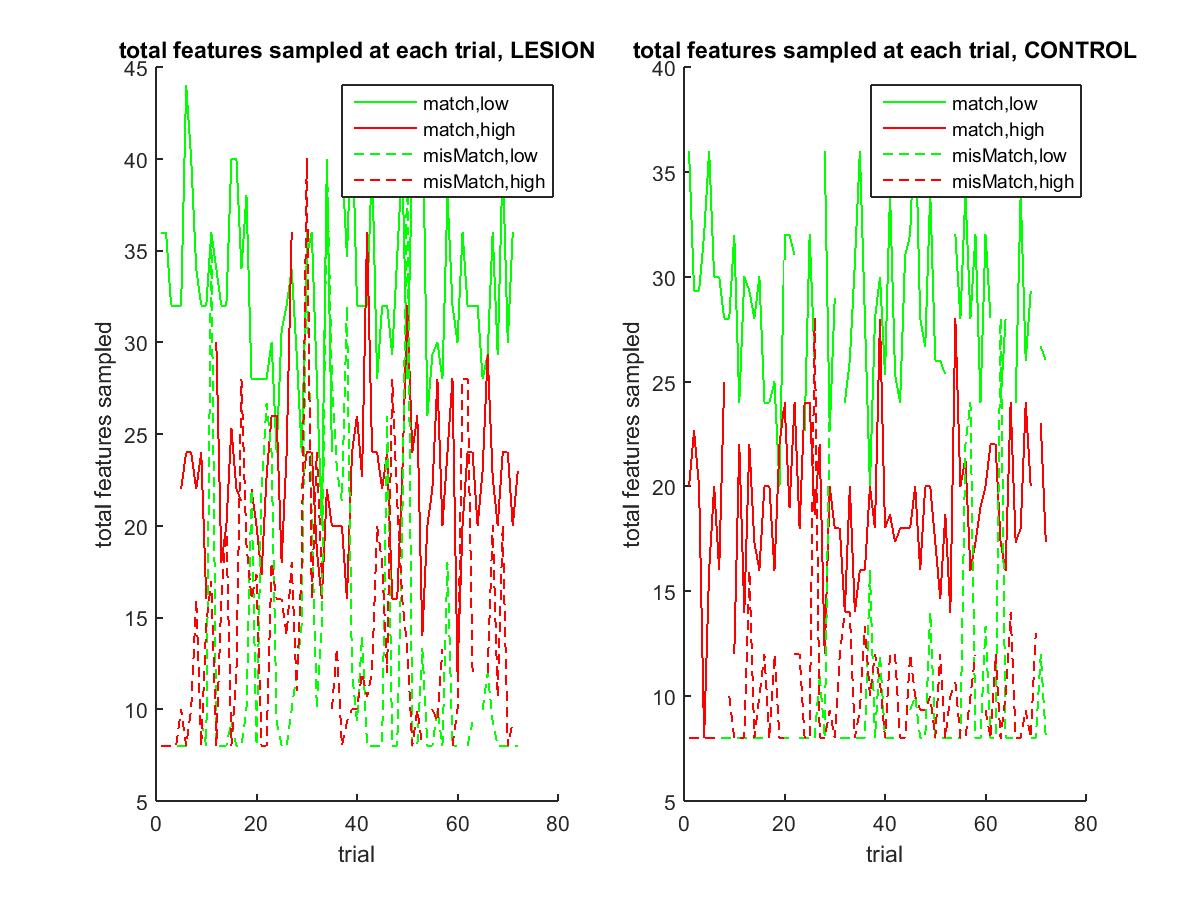 total features sampled at each trial, LESION
45
40
35
30
25
20
15
10
5
0
20
40
60
80
trial
total features sampled
match,low
match,high
misMatch,low
misMatch,high
total features sampled at each trial, CONTROL
40
35
30
25
20
15
10
5
0
20
40
60
80
trial
total features sampled
match,low
match,high
misMatch,low
misMatch,high